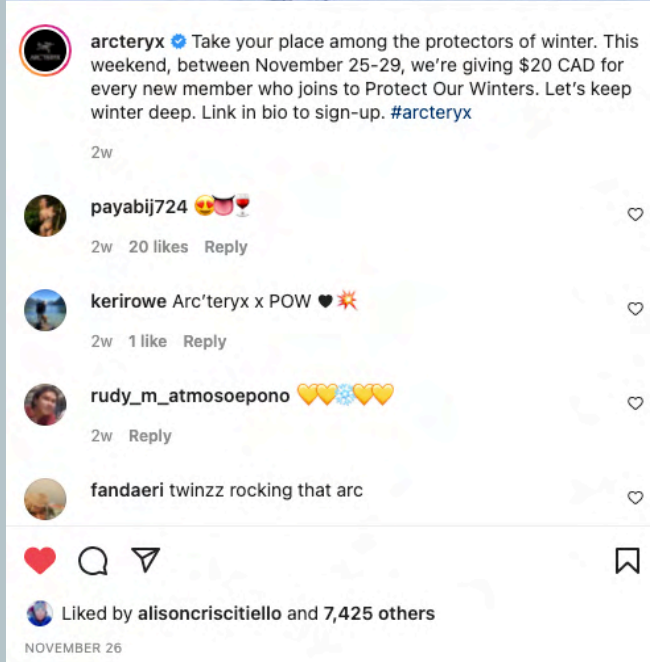 arcteryx Take your place among the protectors of winter. This
weekend, between November 25-29, we’re giving $20 CAD for
every new member who joins to Protect Our Winters. Let’s keep
winter deep. Link in bio to sign-up. #arcteryx
2w
payabij724 😍👅🍷
2w 20 likes Reply
kerirowe Arc’teryx x POW 🖤💥
2w 1 like Reply
rudy_m_atmosoepono 💛💛❄️💛💛
2w Reply
fandaeri twinzz rocking that arc
Liked by alisoncriscitiello and 7,425 others
NOVEMBER 26